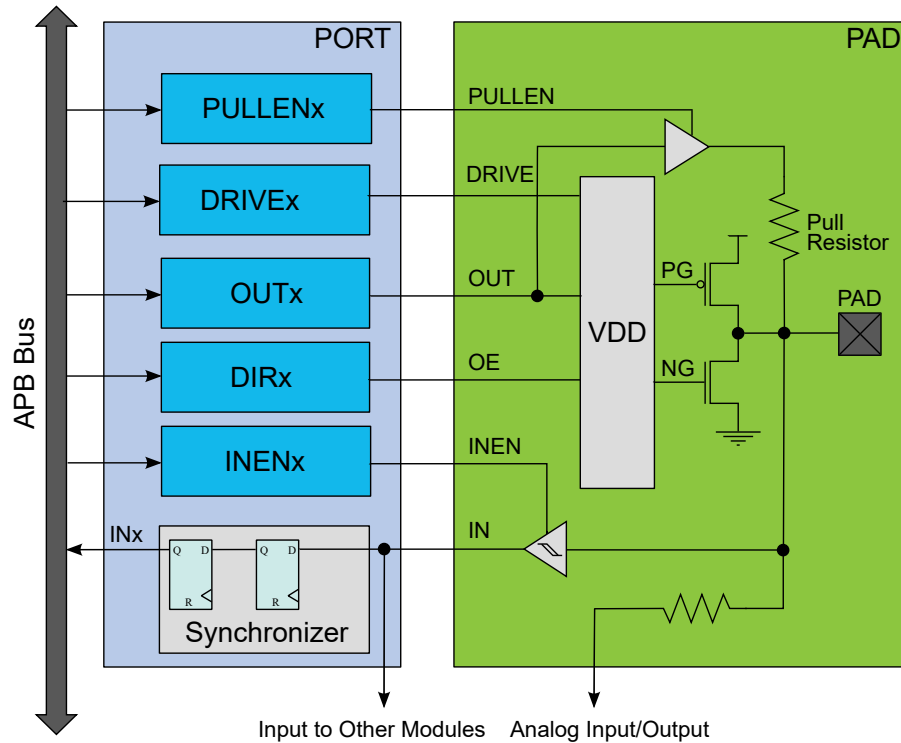 PORT
PAD
PULLENx
PULLEN
DRIVEx
DRIVE
Pull
Resistor
OUTx
OUT
PG
PAD
VDD
APB Bus
DIRx
OE
NG
INENx
INEN
INx
IN
Q D
Q D
R
R
Synchronizer
Input to Other Modules
Analog Input/Output